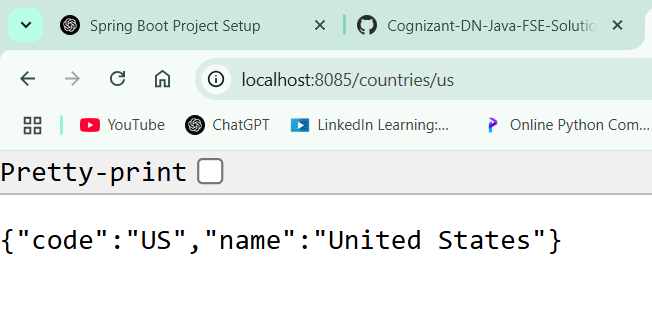 Spring Boot Project Setup
Cognizant-DN-Java-FSE-Solutio
localhost:8085/countries/us
YouTube ChatGPT LinkedIn Learning:... Online Python Com...
Pretty-print
{"code":"US","name":"United States"}